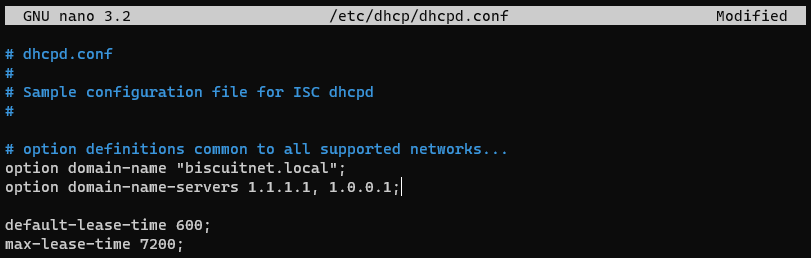 GNU nano 3.2 /etc/dhcp/dhcpd.conf Modified
# dhcpd.conf
#
# Sample configuration file for ISC dhcpd
#
# option definitions common to all supported networks...
option domain-name "biscuitnet.local";
option domain-name-servers 1.1.1.1, 1.0.0.1;
default-lease-time 600;
max-lease-time 7200;